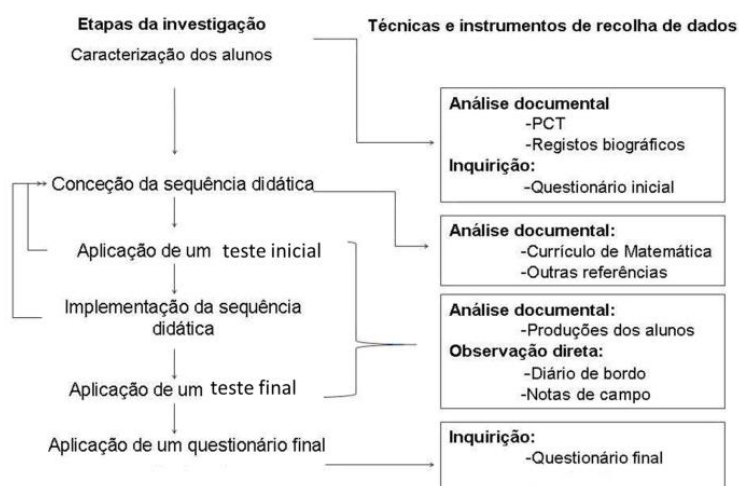 Etapas da investigação
Caracterização dos alunos
Conceção da sequência didática
Aplicação de um teste inicial
Implementação da sequência
didática
Aplicação de um teste final
Aplicação de um questionário final
Técnicas e instrumentos de recolha de dados
Análise documental
-PCT
-Registos biográficos
Inquirição:
-Questionário inicial
Análise documental:
-Currículo de Matemática
-Outras referências
Análise documental:
-Produções dos alunos
Observação direta:
-Diário de bordo
-Notas de campo
Inquirição:
-Questionário final